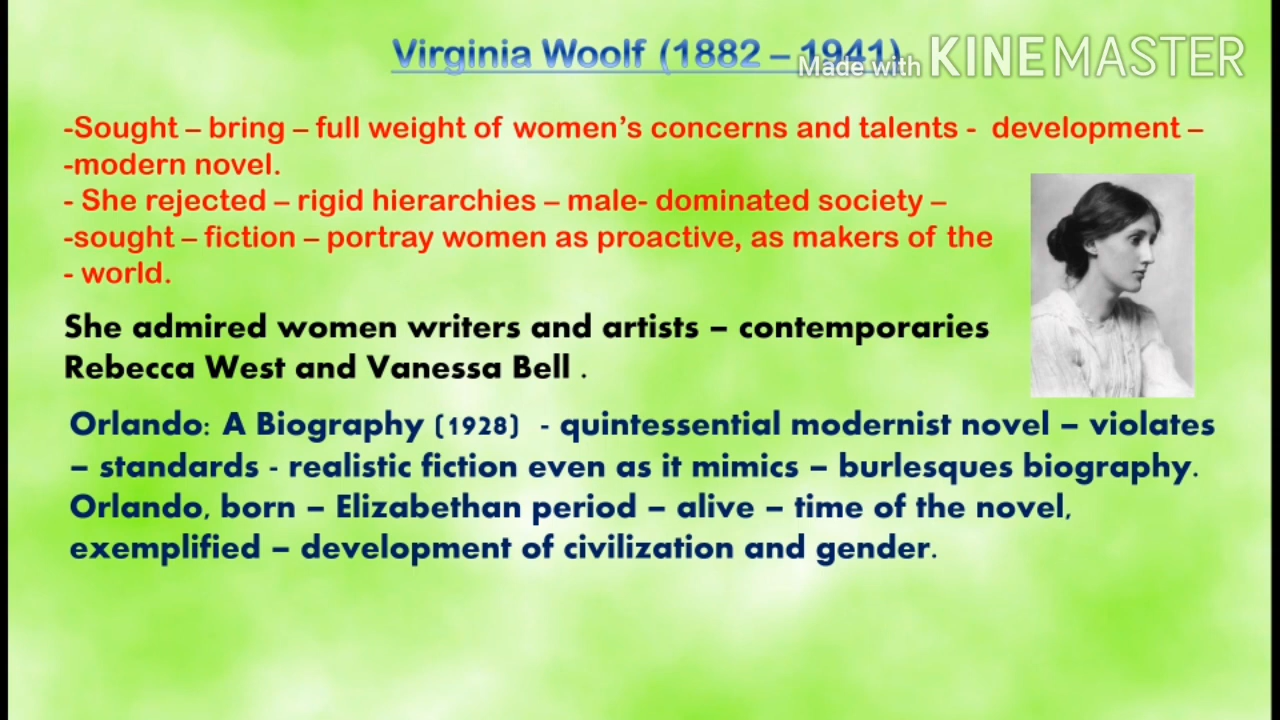 Virginia Woolf (1882 – 1941)
Made with KINEMASTER
-Sought – bring – full weight of women's concerns and talents - development –
-modern novel.
- She rejected – rigid hierarchies – male- dominated society –
-sought – fiction – portray women as proactive, as makers of the
- world.
She admired women writers and artists – contemporaries
Rebecca West and Vanessa Bell .
Orlando: A Biography (1928) - quintessential modernist novel – violates
– standards - realistic fiction even as it mimics – burlesques biography.
Orlando, born – Elizabethan period – alive – time of the novel,
exemplified – development of civilization and gender.